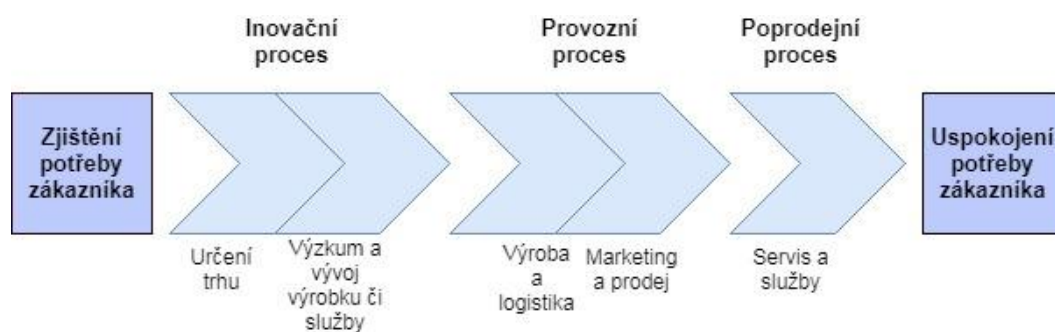 Inovační
proces
Provozní
proces
Poprodejní
proces
Zjištění
potřeby
zákazníka
Uspokojení
potřeby
zákazníka
Určení
trhu
Výzkum a
vývoj
výrobku či
služby
Výroba
a
logistika
Marketing
a prodej
Servis a
služby